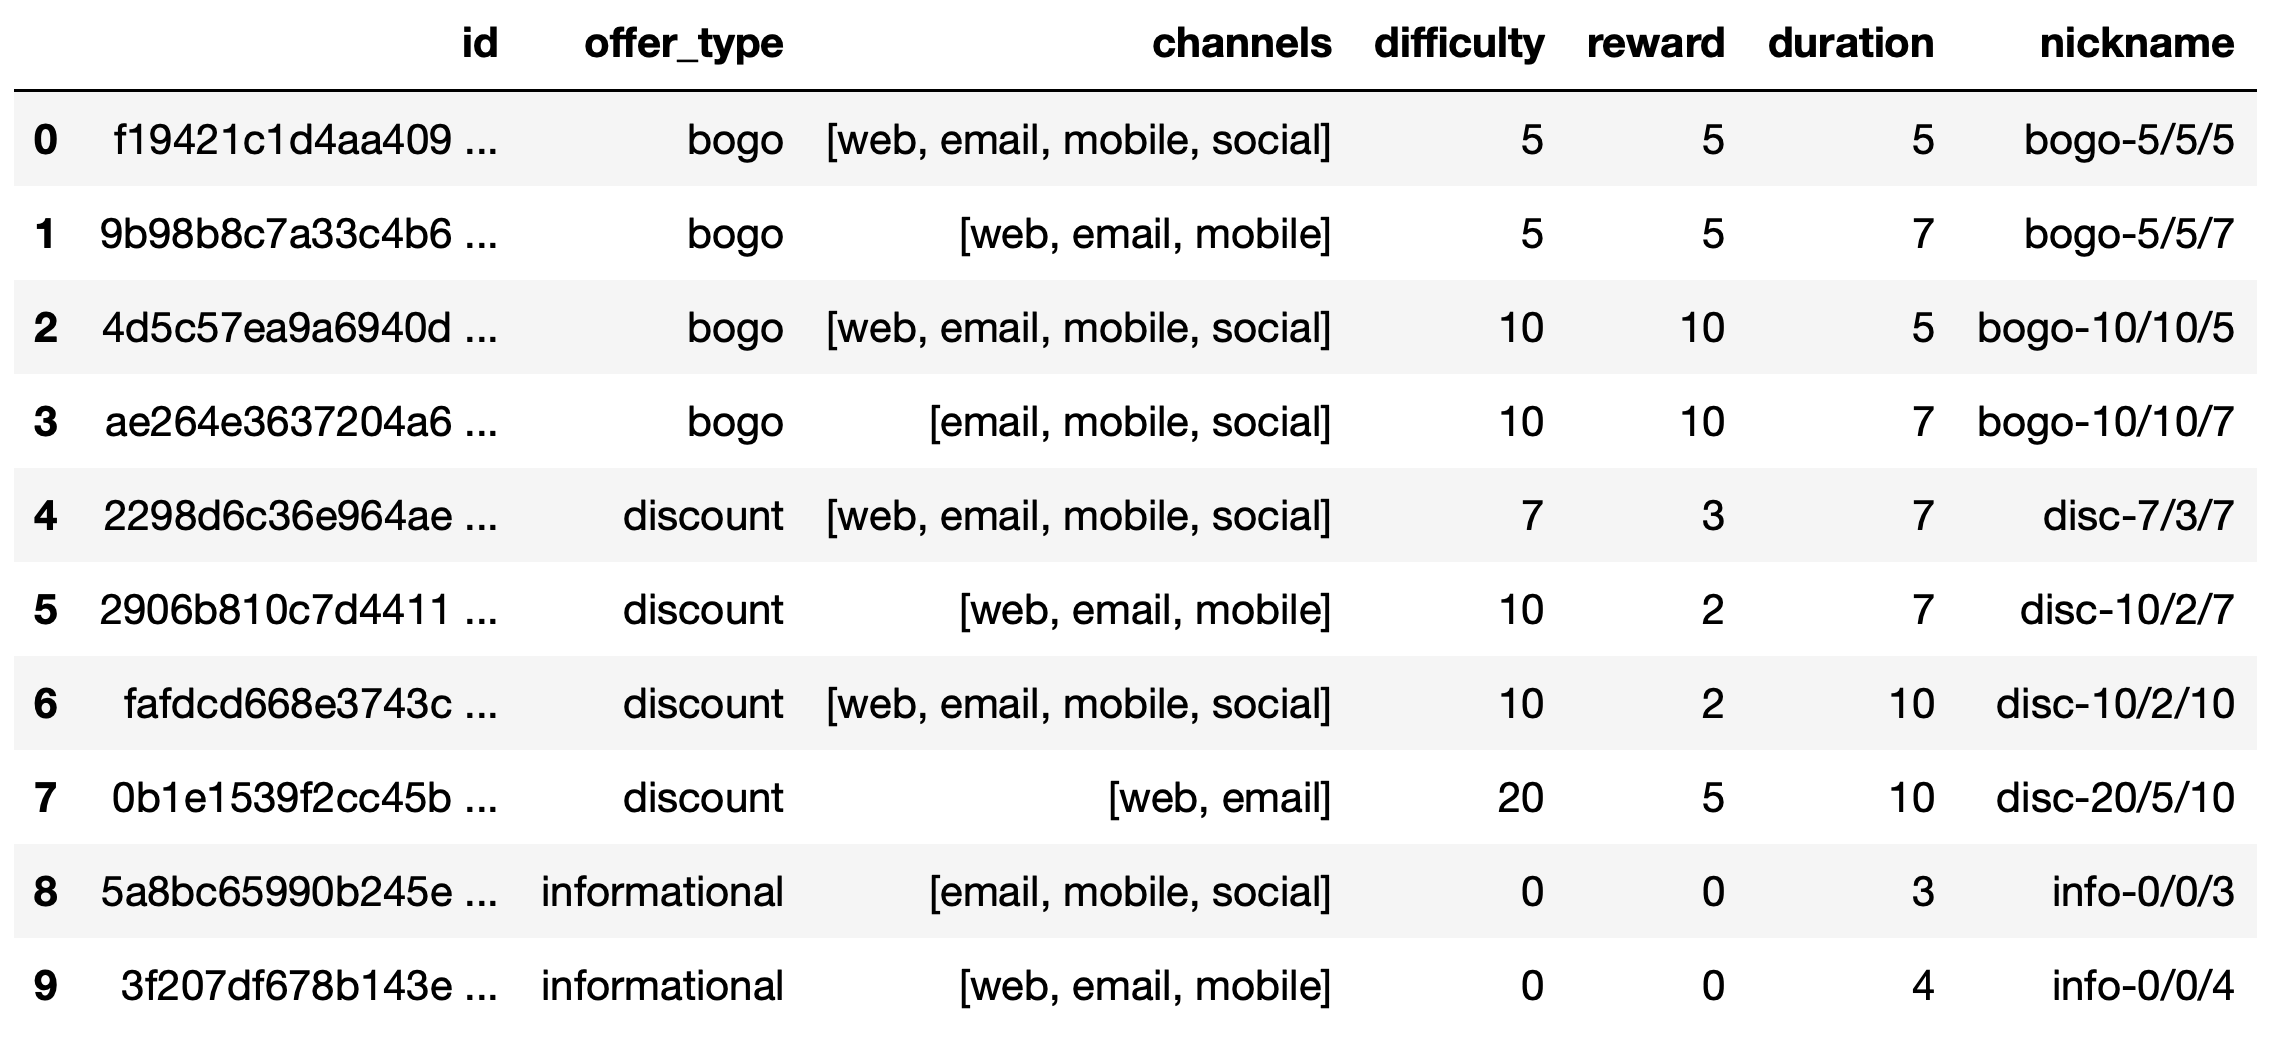 id offer_type channels difficulty reward duration nickname
0 f19421c1d4aa409 ... bogo [web, email, mobile, social] 5 5 5 bogo-5/5/5
1 9b98b8c7a33c4b6 ... bogo [web, email, mobile] 5 5 7 bogo-5/5/7
2 4d5c57ea9a6940d ... bogo [web, email, mobile, social] 10 10 5 bogo-10/10/5
3 ae264e3637204a6 ... bogo [email, mobile, social] 10 10 7 bogo-10/10/7
4 2298d6c36e964ae ... discount [web, email, mobile, social] 7 3 7 disc-7/3/7
5 2906b810c7d4411 ... discount [web, email, mobile] 10 2 7 disc-10/2/7
6 fafdcd668e3743c ... discount [web, email, mobile, social] 10 2 10 disc-10/2/10
7 0b1e1539f2cc45b ... discount [web, email] 20 5 10 disc-20/5/10
8 5a8bc65990b245e ... informational [email, mobile, social] 0 0 3 info-0/0/3
9 3f207df678b143e ... informational [web, email, mobile] 0 0 4 info-0/0/4